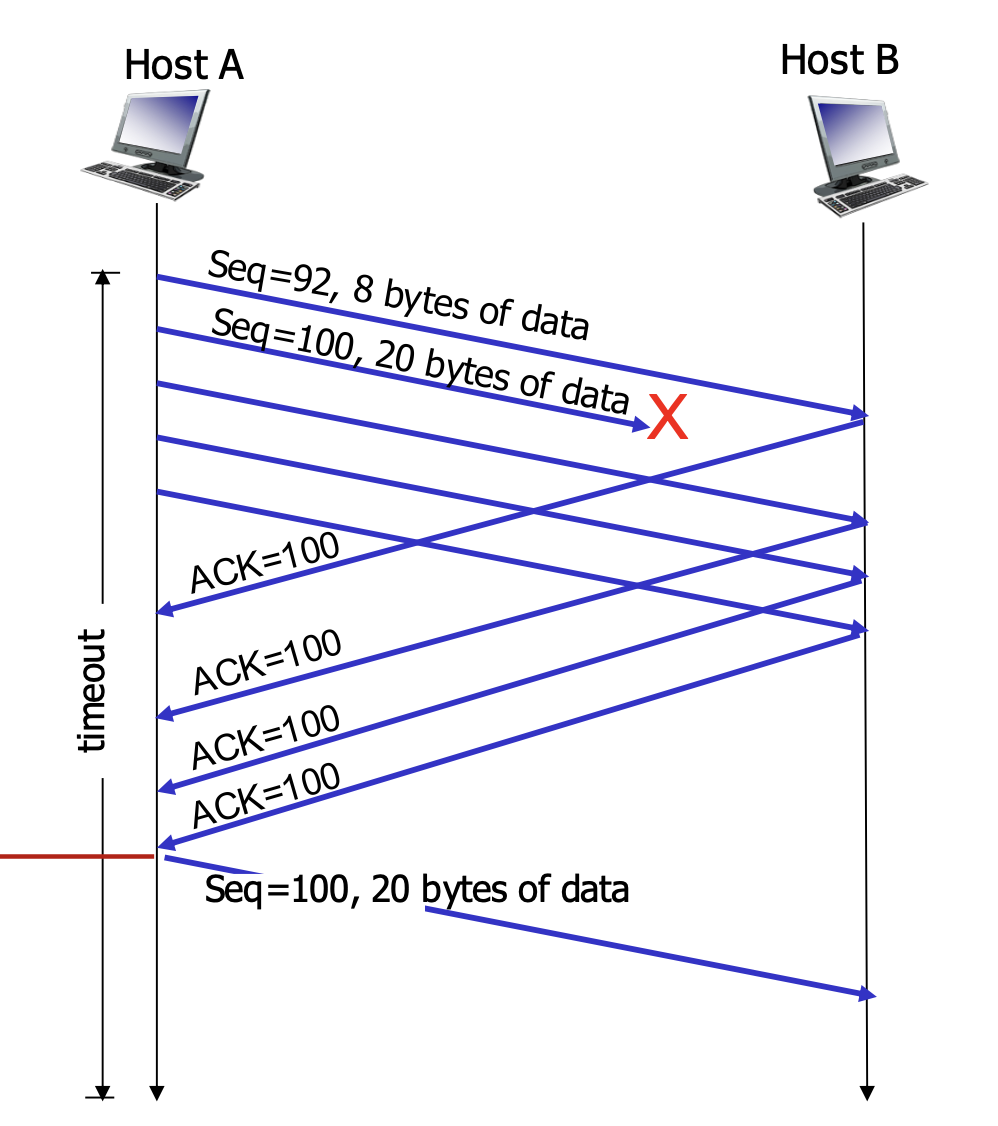 Host A
Host B
Seq=92, 8 bytes of data
Seq=100, 20 bytes of data
X
ACK=100
ACK=100
timeout
ACK=100
ACK=100
Seq=100, 20 bytes of data